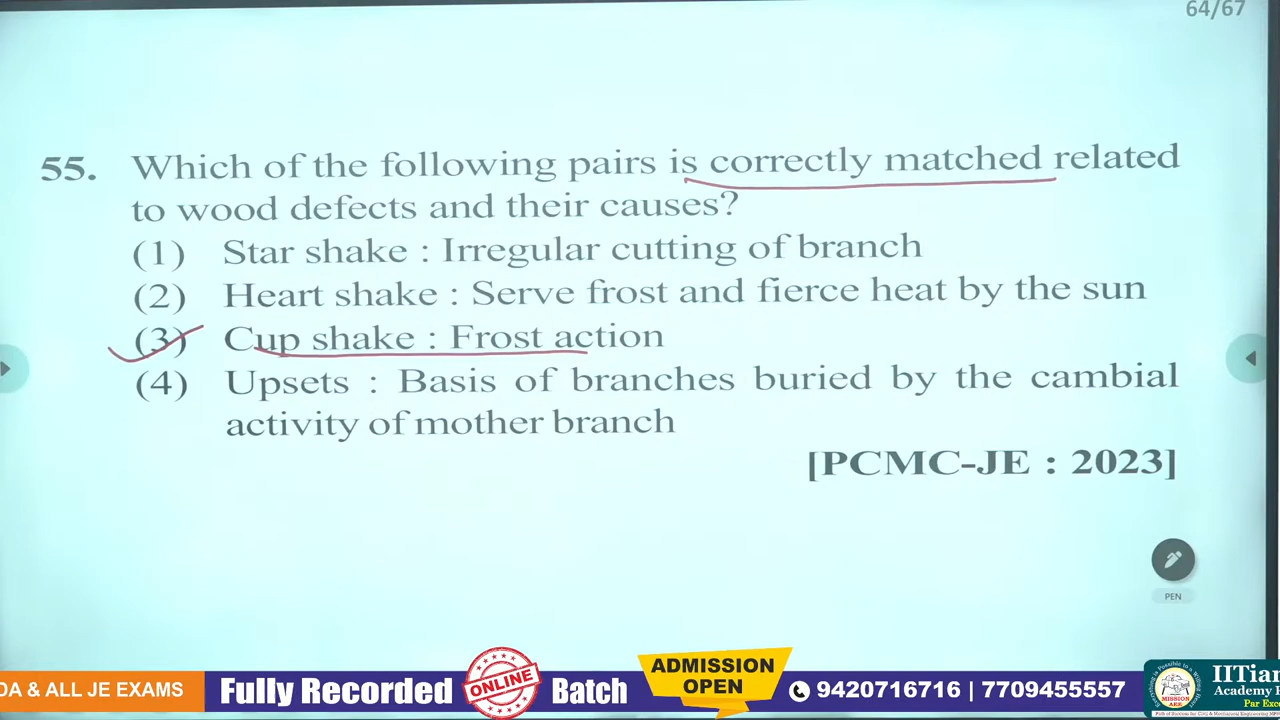 64/67
55. Which of the following pairs is correctly matched related
to wood defects and their causes?
(1) Star shake : Irregular cutting of branch
(2) Heart shake : Serve frost and fierce heat by the sun
(3) Cup shake : Frost action
(4) Upsets : Basis of branches buried by the cambial
activity of mother branch
[PCMC-JE : 2023]
PEN
DA & ALL JE EXAMS Fully Recorded ONLINE Batch ADMISSION OPEN 9420716716 | 7709455557
MISSION
IITian
Academy
Par Exc